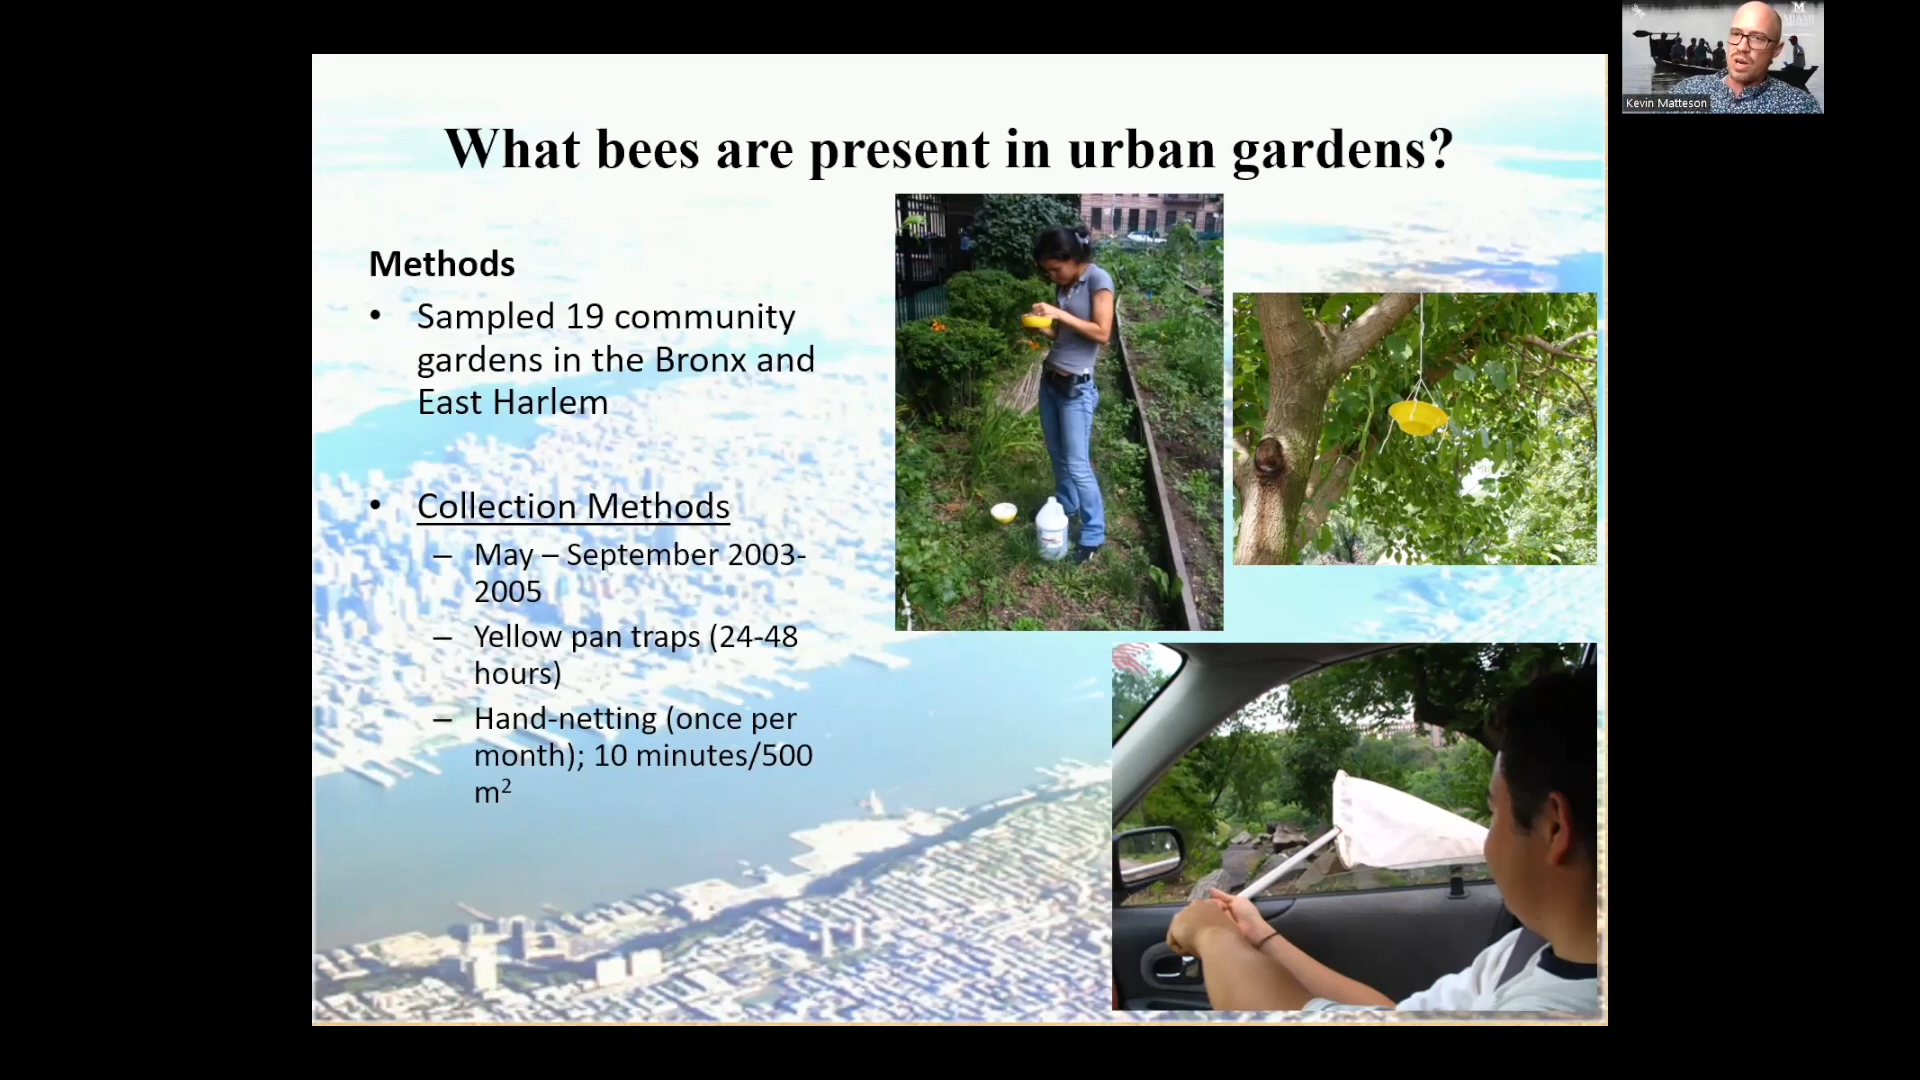 What bees are present in urban gardens?
Methods
• Sampled 19 community
gardens in the Bronx and
East Harlem
• Collection Methods
– May – September 2003-
2005
– Yellow pan traps (24-48
hours)
– Hand-netting (once per
month); 10 minutes/500
m²
MIAMI
Kevin Matteson